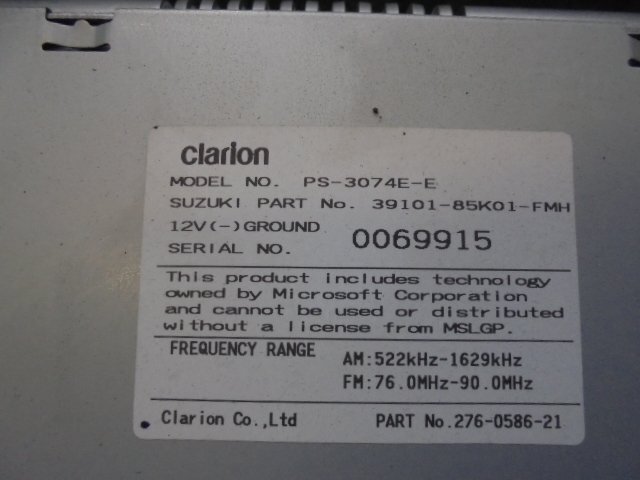 clarion
MODEL NO. PS-3074E-E
SUZUKI PART No. 39101-85K01-FMH
12V(-)GROUND
SERIAL NO. 0069915
This product includes technology
owned by Microsoft Corporation
and cannot be used or distributed
without a license from MSLGP.
FREQUENCY RANGE AM:522kHz-1629kHz
FM:76.0MHz-90.0MHz
Clarion Co.,Ltd PART No.276-0586-21